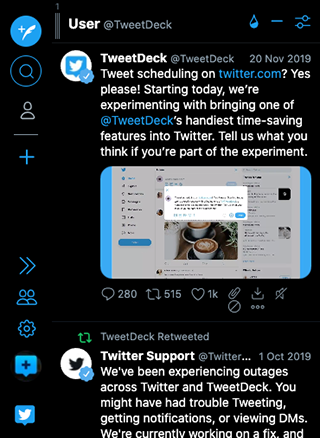 1
User @TweetDeck
TweetDeck @TweetDeck 20 Nov 2019
Tweet scheduling on twitter.com? Yes
please! Starting today, we're
experimenting with bringing one of
@TweetDeck's handiest time-saving
features into Twitter. Tell us what you
think if you're part of the experiment.
280 515 1k
TweetDeck Retweeted
Twitter Support @Twitter... 1 Oct 2019
We've been experiencing outages
across Twitter and TweetDeck. You
might have had trouble Tweeting,
getting notifications, or viewing DMs.
We're currently working on a fix, and